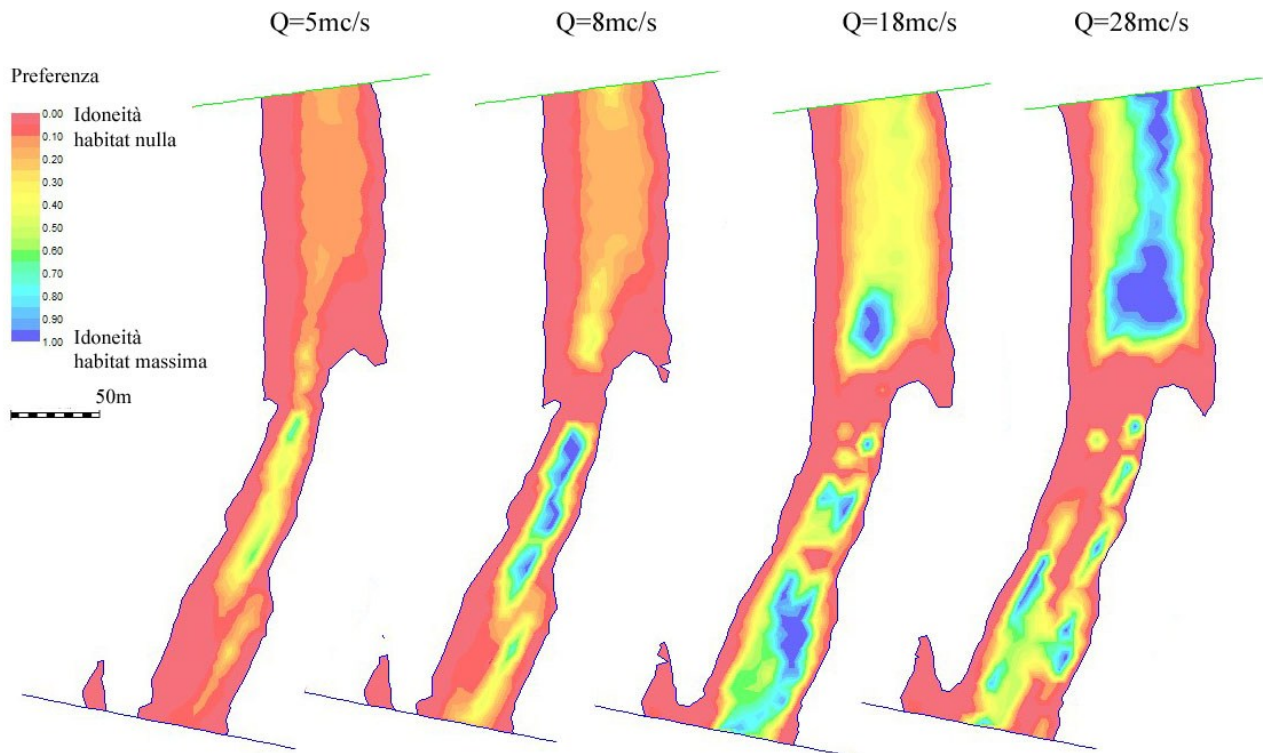 Q=5mc/s
Q=8mc/s
Q=18mc/s
Q=28mc/s
Preferenza
0.00
0.10
0.20
0.30
0.40
0.50
0.60
0.70
0.80
0.90
1.00
Idoneità
habitat nulla
Idoneità
habitat massima
50m